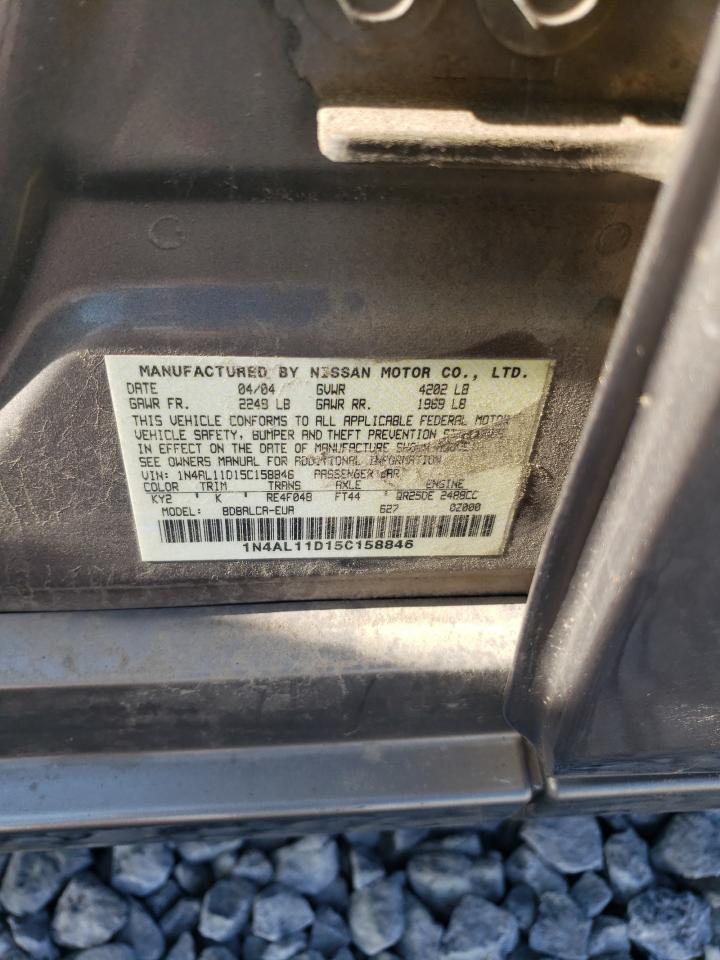 MANUFACTURED BY NISSAN MOTOR CO., LTD.
DATE 04/04 GVWR 4202 LB
GAWR FR. 2249 LB GAWR RR. 1969 LB
THIS VEHICLE CONFORMS TO ALL APPLICABLE FEDERAL MOTOR
VEHICLE SAFETY, BUMPER AND THEFT PREVENTION STANDARDS
IN EFFECT ON THE DATE OF MANUFACTURE SHOWN ABOVE
SEE OWNERS MANUAL FOR ADDITIONAL INFORMATION
VIN: 1N4AL11D15C158846 PASSENGER CAR
COLOR TRIM TRANS AXLE ENGINE
KY2 K RE4F04B FT44 QR25DE 2488CC
MODEL: BDBALCA-EUA 627 0Z000
1N4AL11D15C158846